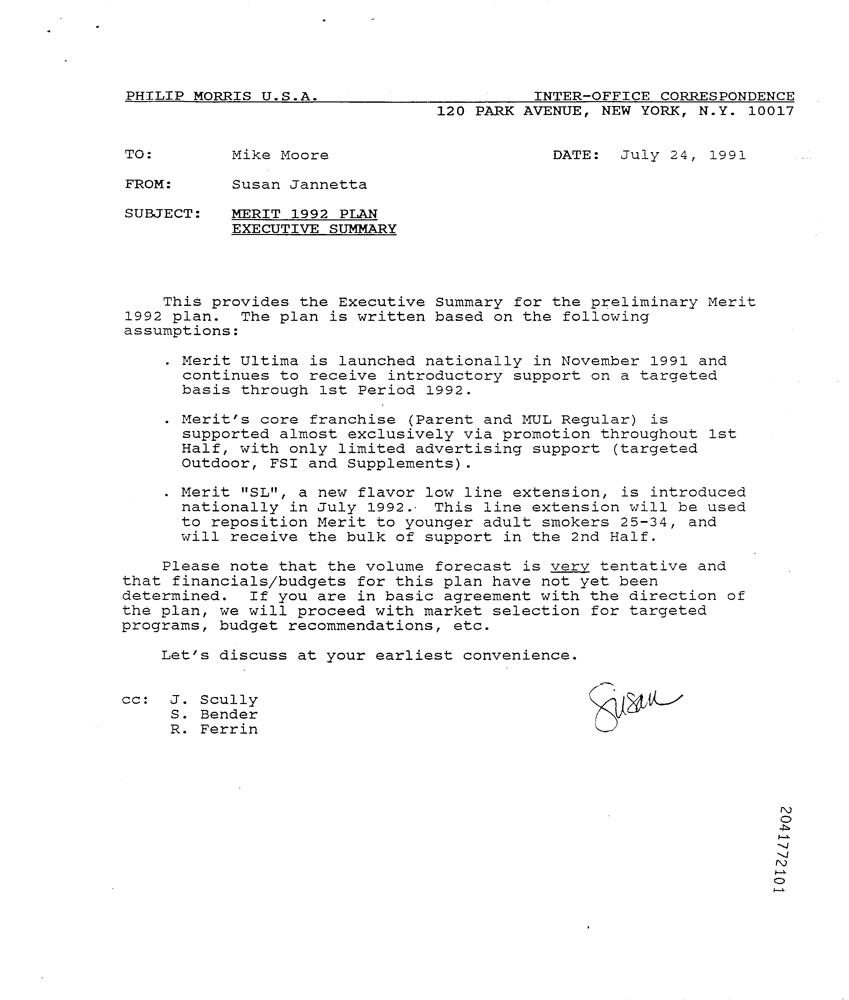 PHILIP MORRIS U.S.A. INTER-OFFICE CORRESPONDENCE
120 PARK AVENUE, NEW YORK, N.Y. 10017
TO: Mike Moore DATE: July 24, 1991
FROM: Susan Jannetta
SUBJECT: MERIT 1992 PLAN
EXECUTIVE SUMMARY
This provides the Executive Summary for the preliminary Merit
1992 plan. The plan is written based on the following
assumptions:
. Merit Ultima is launched nationally in November 1991 and
continues to receive introductory support on a targeted
basis through 1st Period 1992.
. Merit's core franchise (Parent and MUL Regular) is
supported almost exclusively via promotion throughout 1st
Half, with only limited advertising support (targeted
Outdoor, FSI and Supplements).
. Merit "SL", a new flavor low line extension, is introduced
nationally in July 1992. This line extension will be used
to reposition Merit to younger adult smokers 25-34, and
will receive the bulk of support in the 2nd Half.
Please note that the volume forecast is very tentative and
that financials/budgets for this plan have not yet been
determined. If you are in basic agreement with the direction of
the plan, we will proceed with market selection for targeted
programs, budget recommendations, etc.
Let's discuss at your earliest convenience.
cc: J. Scully
S. Bender
R. Ferrin
Susan
2041772101